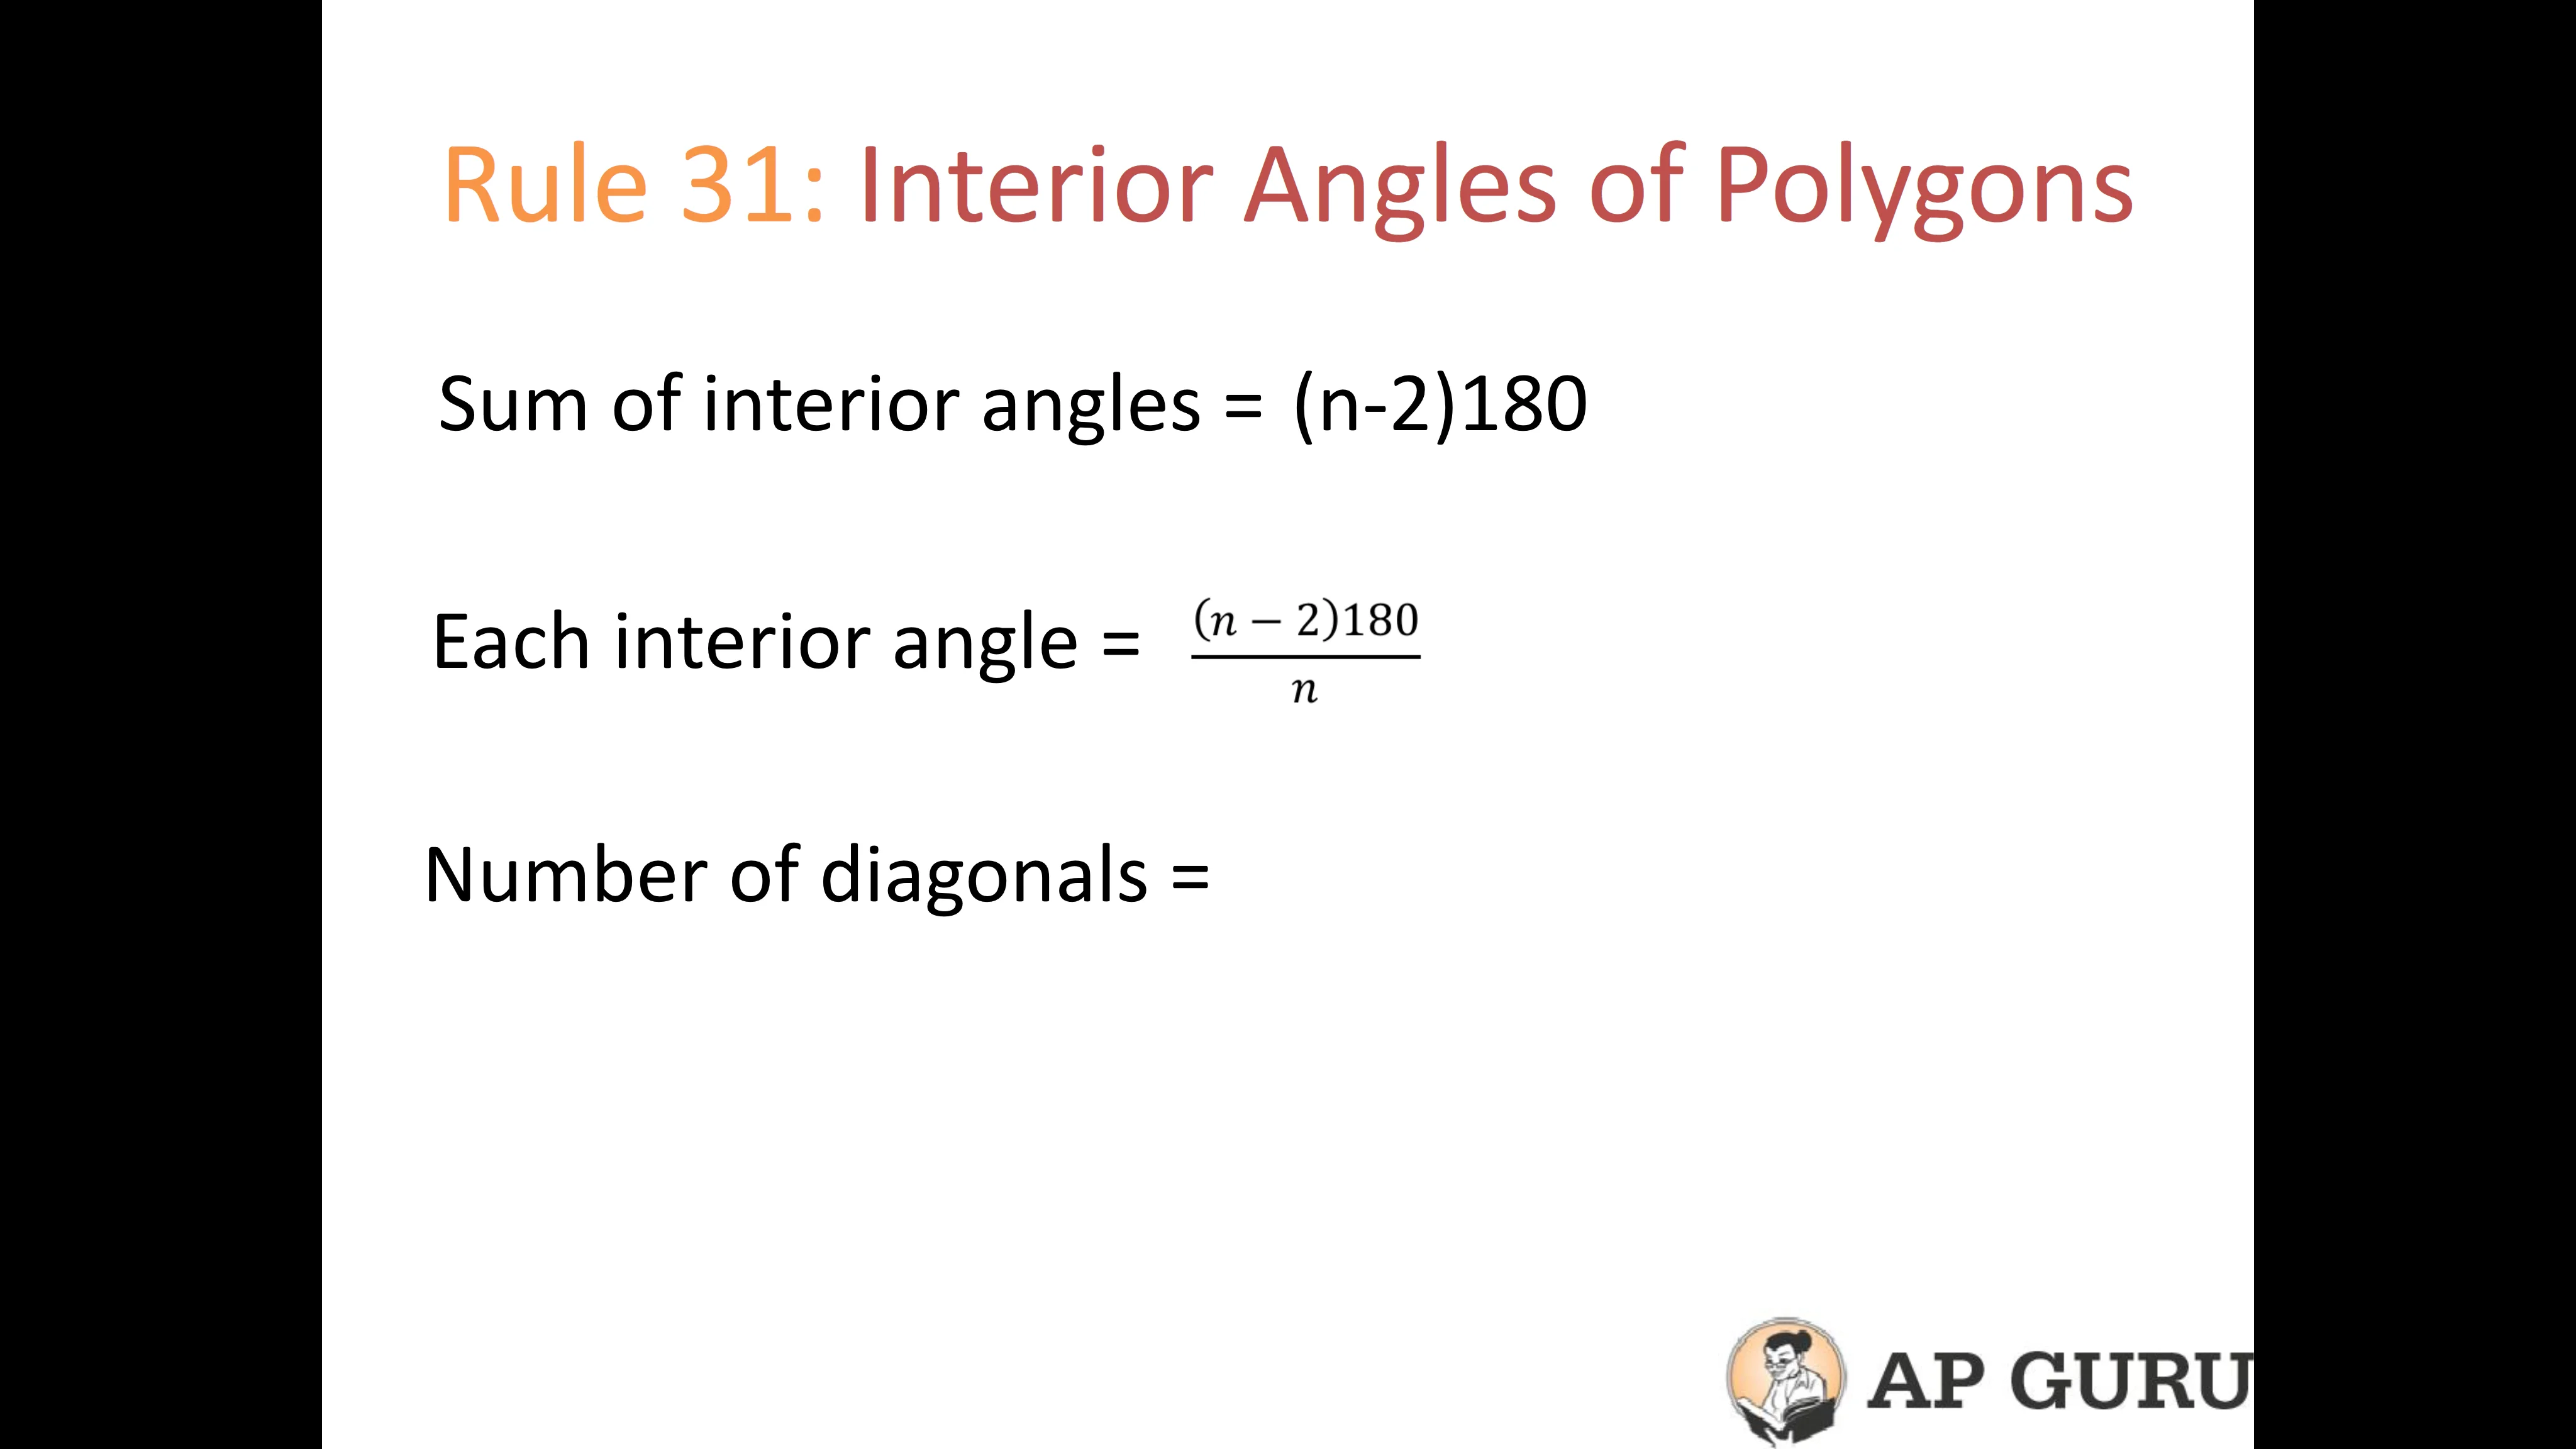 Rule 31: Interior Angles of Polygons
Sum of interior angles = (n-2)180
Each interior angle = (n − 2)180 / n
Number of diagonals =
AP GURU